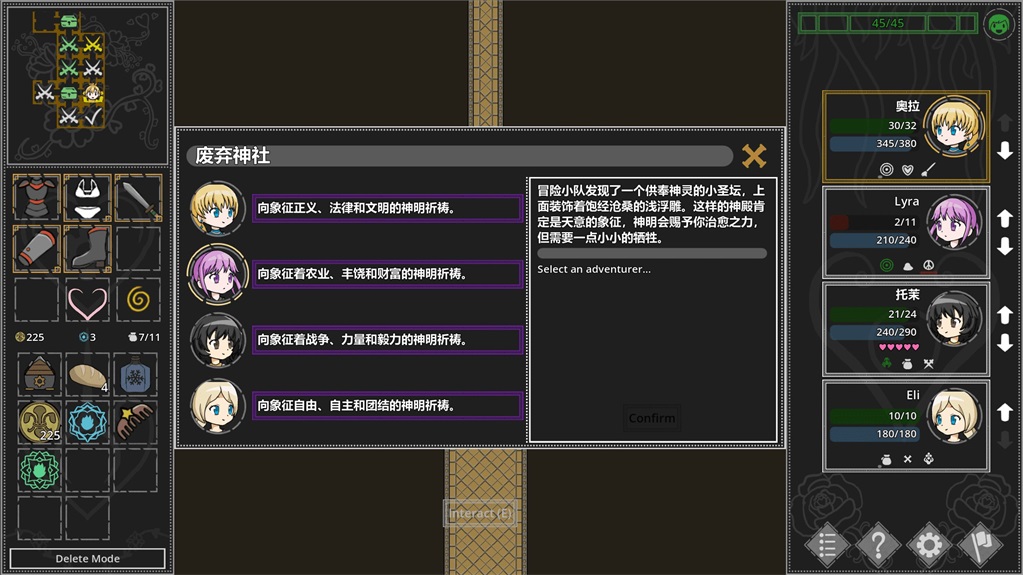 45/45
废弃神社
向象征正义、法律和文明的神明祈祷。
向象征着农业、丰饶和财富的神明祈祷。
向象征着战争、力量和毅力的神明祈祷。
向象征自由、自主和团结的神明祈祷。
冒险小队发现了一个供奉神灵的小圣坛，上
面装饰着饱经沧桑的浅浮雕。这样的神殿肯
定是天意的象征，神明会赐予你治愈之力，
但需要一点小小的牺牲。
Select an adventurer...
Confirm
Interact (E)
225
3
7/11
4
225
Delete Mode
奥拉
30/32
345/380
Lyra
2/11
210/240
托茉
21/24
240/290
Eli
10/10
180/180